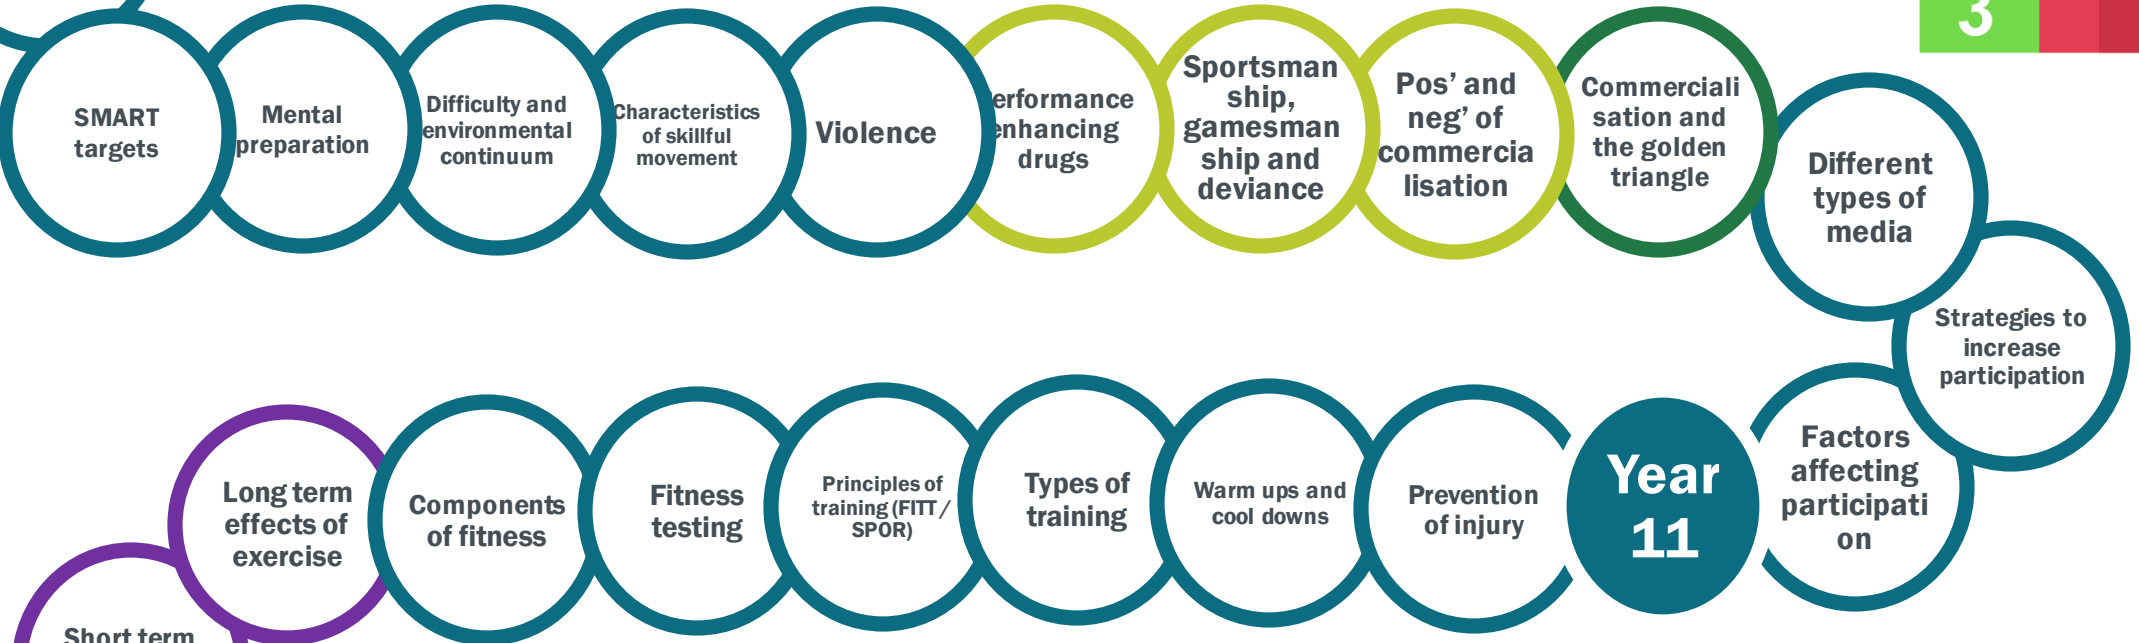 3
SMART
targets
Mental
preparation
Difficulty and
environmental
continuum
Characteristics
of skillful
movement
Violence
erformance
enhancing
drugs
Sportsman
ship,
gamesman
ship and
deviance
Pos’ and
neg’ of
commercia
lisation
Commerciali
sation and
the golden
triangle
Different
types of
media
Strategies to
increase
participation
Factors
affecting
participati
on
Year
11
Prevention
of injury
Warm ups and
cool downs
Types of
training
Principles of
training (FITT/
SPOR)
Fitness
testing
Components
of fitness
Long term
effects of
exercise
Short term